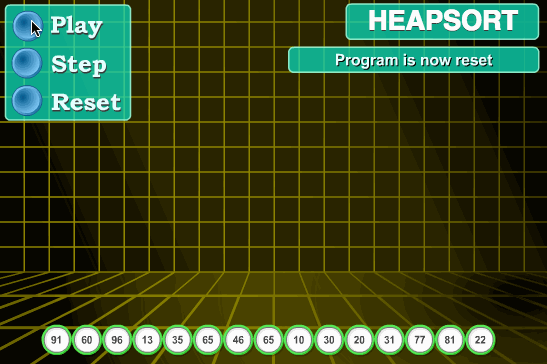 Play
Step
Reset
HEAPSORT
Program is now reset
91 60 96 13 35 65 46 65 10 30 20 31 77 81 22